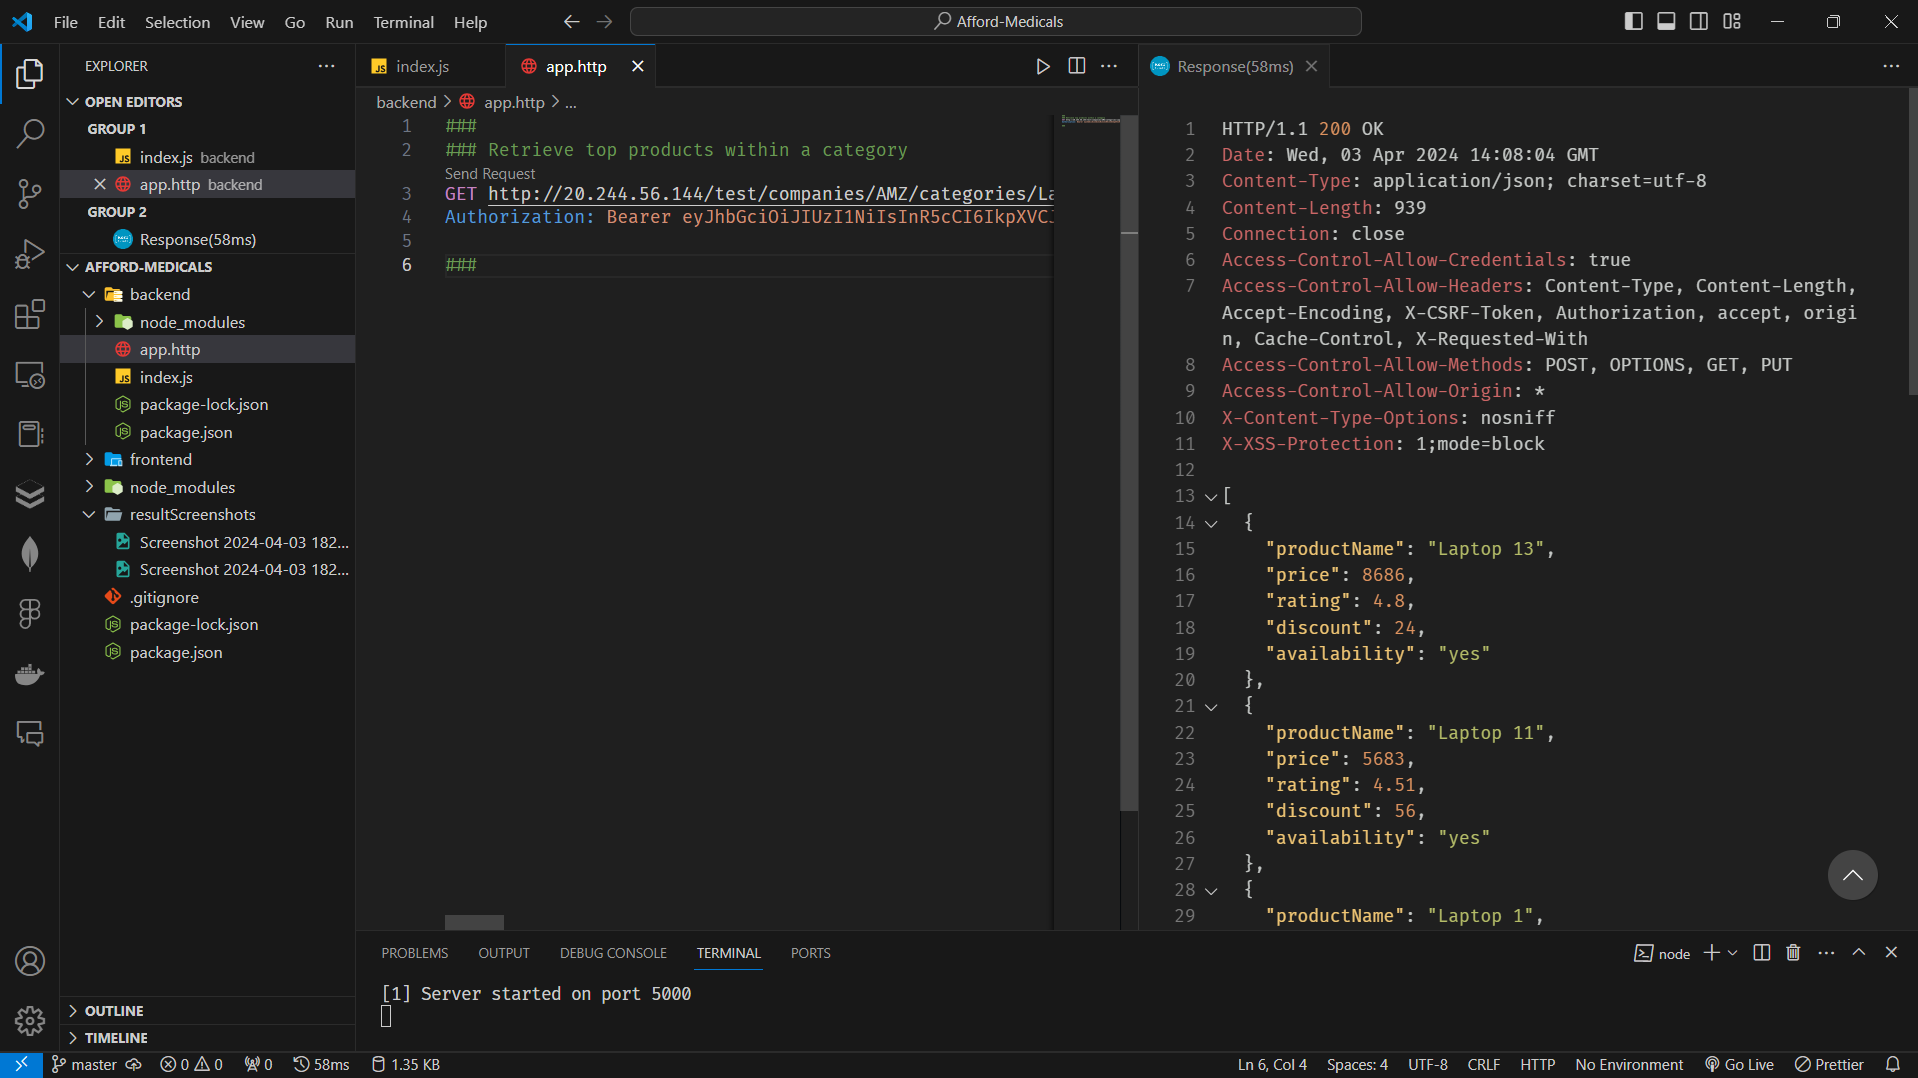 File Edit Selection View Go Run Terminal Help
Afford-Medicals
EXPLORER
OPEN EDITORS
GROUP 1
index.js backend
app.http backend
GROUP 2
Response(58ms)
AFFORD-MEDICALS
backend
node_modules
app.http
index.js
package-lock.json
package.json
frontend
node_modules
resultScreenshots
Screenshot 2024-04-03 182...
Screenshot 2024-04-03 182...
.gitignore
package-lock.json
package.json
OUTLINE
TIMELINE
index.js
app.http
backend > app.http > ...
1 ###
2 ### Retrieve top products within a category
Send Request
3 GET http://20.244.56.144/test/companies/AMZ/categories/La
4 Authorization: Bearer eyJhbGciOiJIUzI1NiIsInR5cCI6IkpXVCJ
5
6 ###
Response(58ms)
1 HTTP/1.1 200 OK
2 Date: Wed, 03 Apr 2024 14:08:04 GMT
3 Content-Type: application/json; charset=utf-8
4 Content-Length: 939
5 Connection: close
6 Access-Control-Allow-Credentials: true
7 Access-Control-Allow-Headers: Content-Type, Content-Length,
Accept-Encoding, X-CSRF-Token, Authorization, accept, origi
n, Cache-Control, X-Requested-With
8 Access-Control-Allow-Methods: POST, OPTIONS, GET, PUT
9 Access-Control-Allow-Origin: *
10 X-Content-Type-Options: nosniff
11 X-XSS-Protection: 1;mode=block
12
13 [
14 {
15 "productName": "Laptop 13",
16 "price": 8686,
17 "rating": 4.8,
18 "discount": 24,
19 "availability": "yes"
20 },
21 {
22 "productName": "Laptop 11",
23 "price": 5683,
24 "rating": 4.51,
25 "discount": 56,
26 "availability": "yes"
27 },
28 {
29 "productName": "Laptop 1",
PROBLEMS OUTPUT DEBUG CONSOLE TERMINAL PORTS
node
[1] Server started on port 5000
master 0 0 0 58ms 1.35 KB
Ln 6, Col 4 Spaces: 4 UTF-8 CRLF HTTP No Environment Go Live Prettier